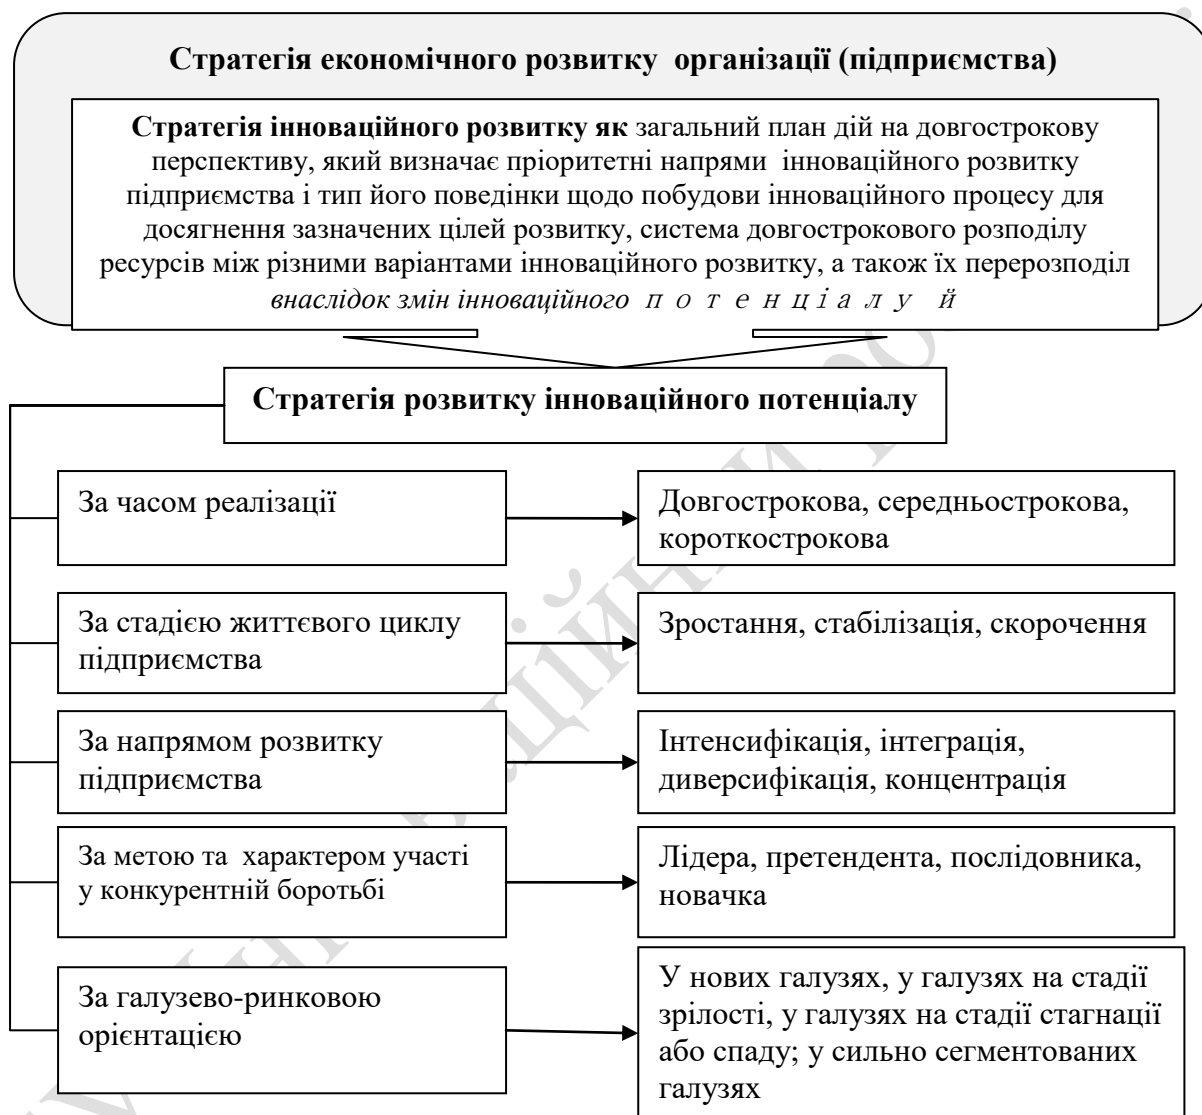 Стратегія економічного розвитку організації (підприємства)
Стратегія інноваційного розвитку як загальний план дій на довгострокову
перспективу, який визначає пріоритетні напрями інноваційного розвитку
підприємства і тип його поведінки щодо побудови інноваційного процесу для
досягнення зазначених цілей розвитку, система довгострокового розподілу
ресурсів між різними варіантами інноваційного розвитку, а також їх перерозподіл
внаслідок змін інноваційного п о т е н ц і а л у й
Стратегія розвитку інноваційного потенціалу
За часом реалізації
Довгострокова, середньострокова,
короткострокова
За стадією життєвого циклу
підприємства
Зростання, стабілізація, скорочення
За напрямом розвитку
підприємства
Інтенсифікація, інтеграція,
диверсифікація, концентрація
За метою та характером участі
у конкурентній боротьбі
Лідера, претендента, послідовника,
новачка
За галузево-ринковою
орієнтацією
У нових галузях, у галузях на стадії
зрілості, у галузях на стадії стагнації
або спаду; у сильно сегментованих
галузях